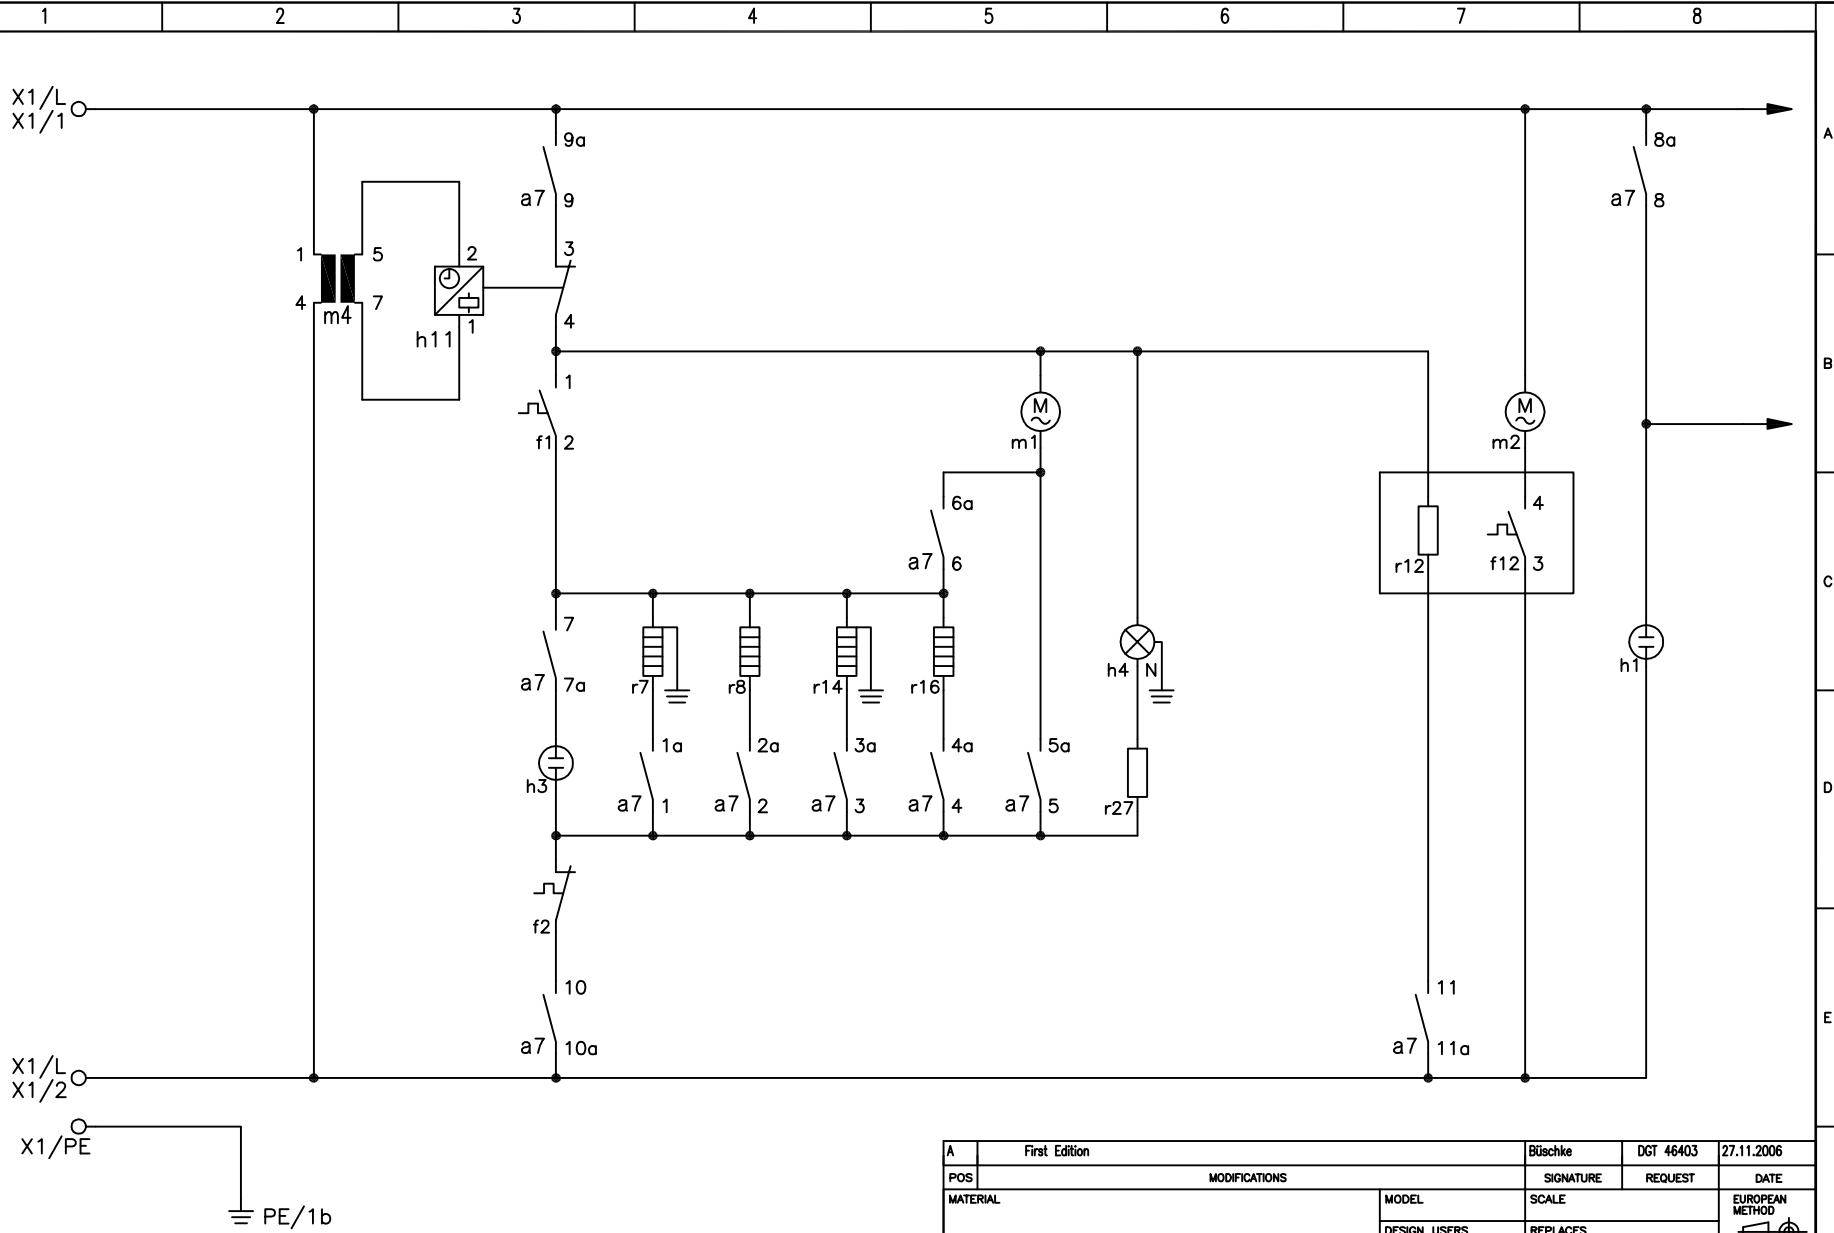 1 2 3 4 5 6 7 8
X1/L
X1/1
A
9a
8a
a7 9
a7 8
3
1 5 2
4 7
m4
1
h11
4
B
1
M
M
f1 2
m1
m2
6a
4
a7 6
r12
f12 3
C
7
a7 7a
r7
r8
r14
r16
h4 N
h1
1a 2a 3a 4a 5a
h3
a7 1
a7 2
a7 3
a7 4
a7 5
r27
D
f2
10
11
a7 10a
a7 11a
E
X1/L
X1/2
X1/PE
PE/1b
A First Edition Büschke DGT 46403 27.11.2006
POS MODIFICATIONS SIGNATURE REQUEST DATE
MATERIAL MODEL SCALE EUROPEAN
METHOD
DESIGN USERS REPLACES